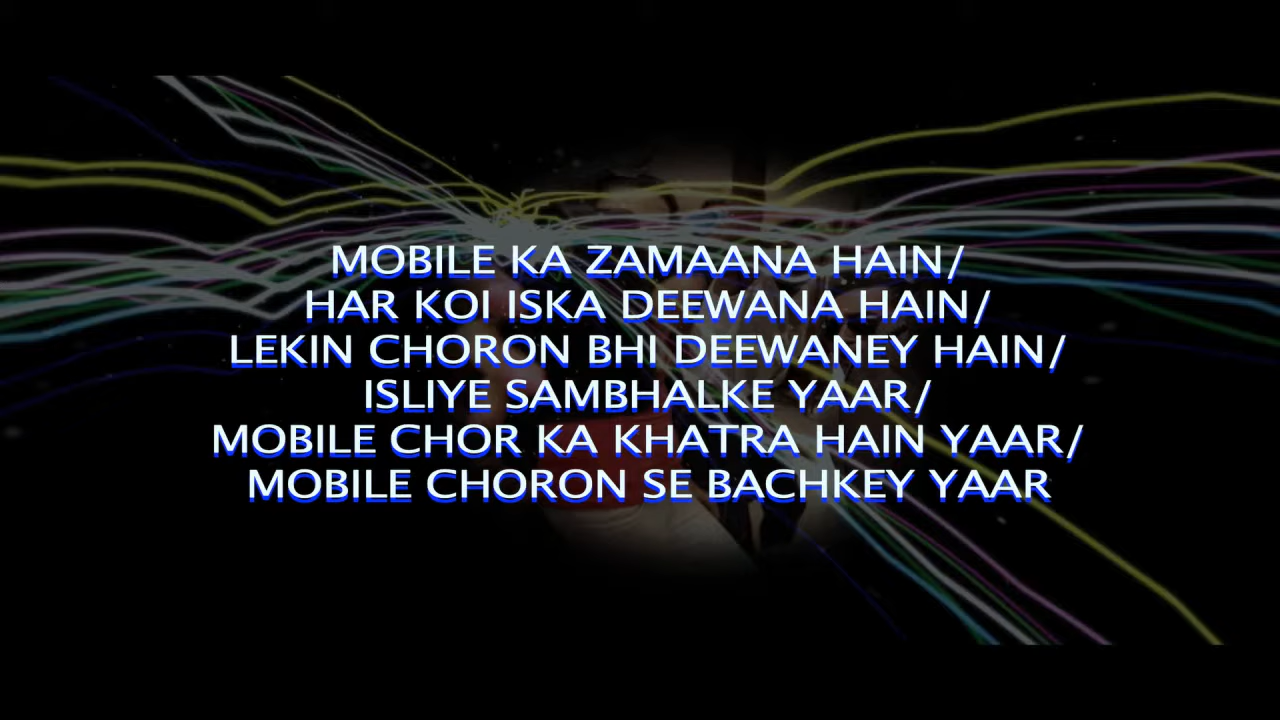 MOBILE KA ZAMAANA HAIN/
HAR KOI ISKA DEEWANA HAIN/
LEKIN CHORON BHI DEEWANEY HAIN/
ISLIYE SAMBHALKE YAAR/
MOBILE CHOR KA KHATRA HAIN YAAR/
MOBILE CHORON SE BACHKEY YAAR